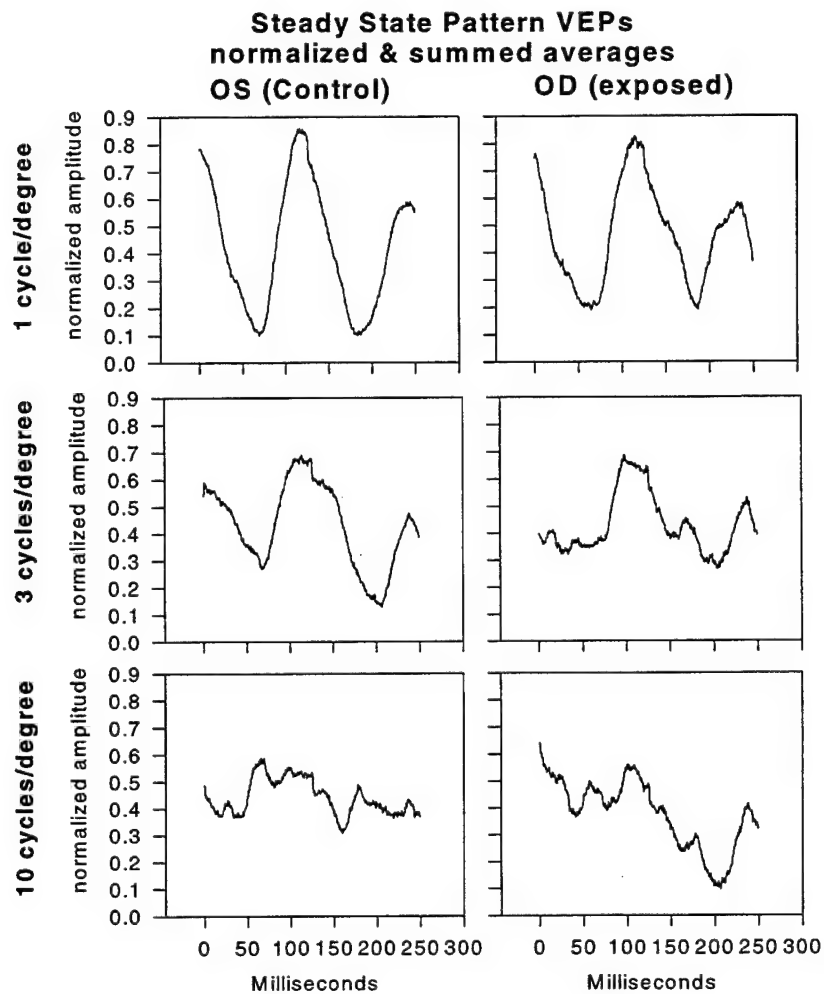 Steady State Pattern VEPs
normalized & summed averages
OS (Control)
OD (exposed)
1 cycle/degree
normalized amplitude
0.9
0.8
0.7
0.6
0.5
0.4
0.3
0.2
0.1
0.0
3 cycles/degree
normalized amplitude
0.9
0.8
0.7
0.6
0.5
0.4
0.3
0.2
0.1
0.0
10 cycles/degree
normalized amplitude
0.9
0.8
0.7
0.6
0.5
0.4
0.3
0.2
0.1
0.0
0 50 100 150 200 250 300
Milliseconds
0 50 100 150 200 250 300
Milliseconds